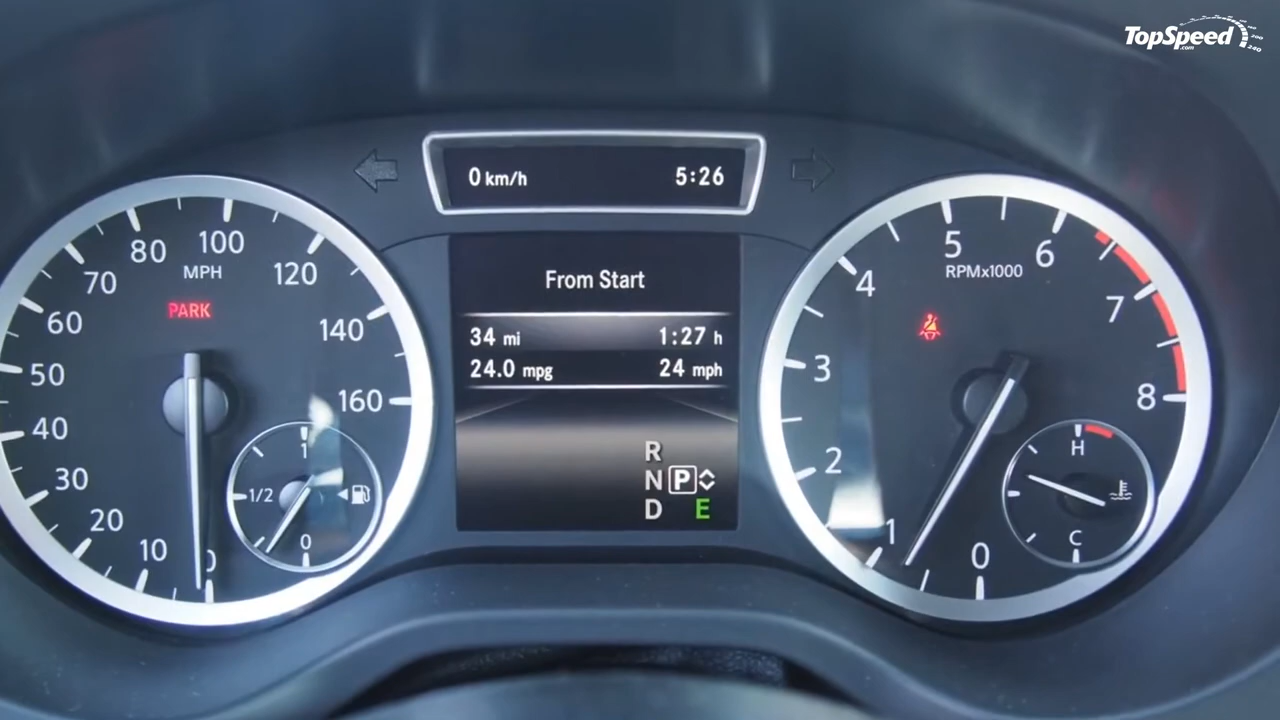 TopSpeed
.com
0 km/h 5:26
From Start
34 mi 1:27 h
24.0 mpg 24 mph
R
N P
D E
MPH
PARK
0
10
20
30
40
50
60
70
80
100
120
140
160
1
1/2
0
RPMx1000
0
1
2
3
4
5
6
7
8
H
C